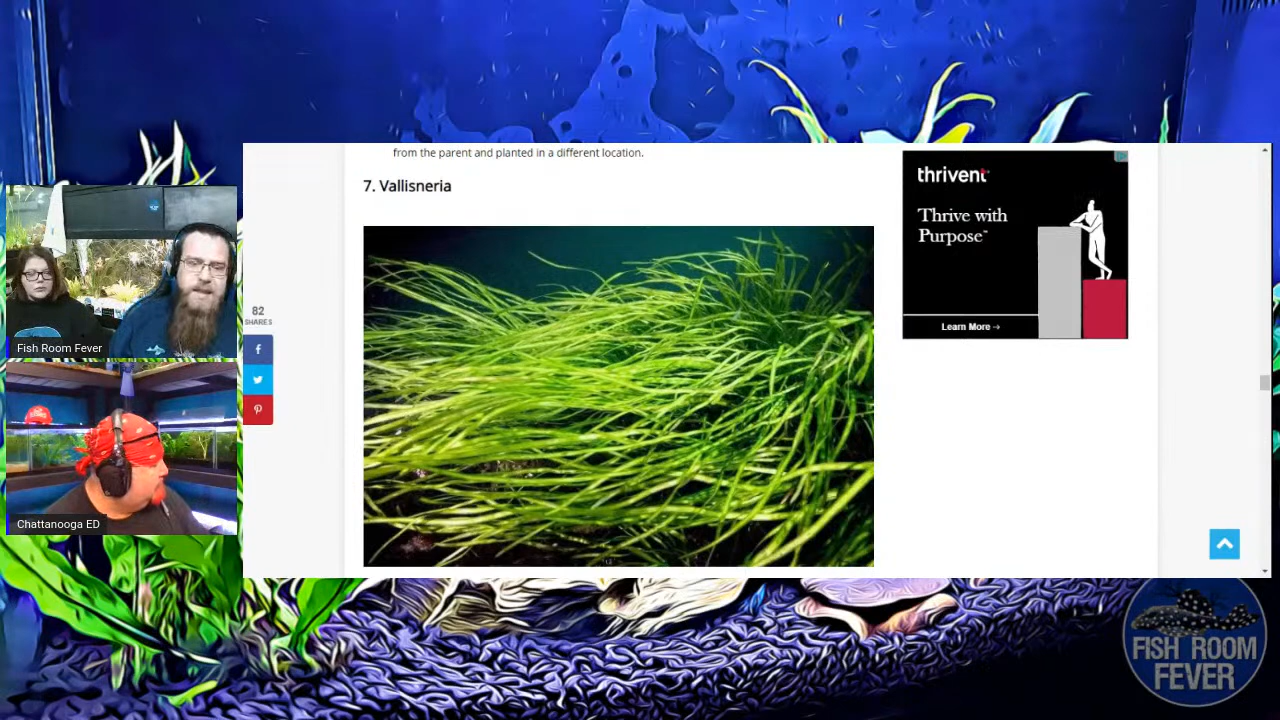 from the parent and planted in a different location.
7. Vallisneria
thrivent
Thrive with
Purpose™
Learn More →
82
SHARES
Fish Room Fever
Chattanooga ED
FISH ROOM
FEVER